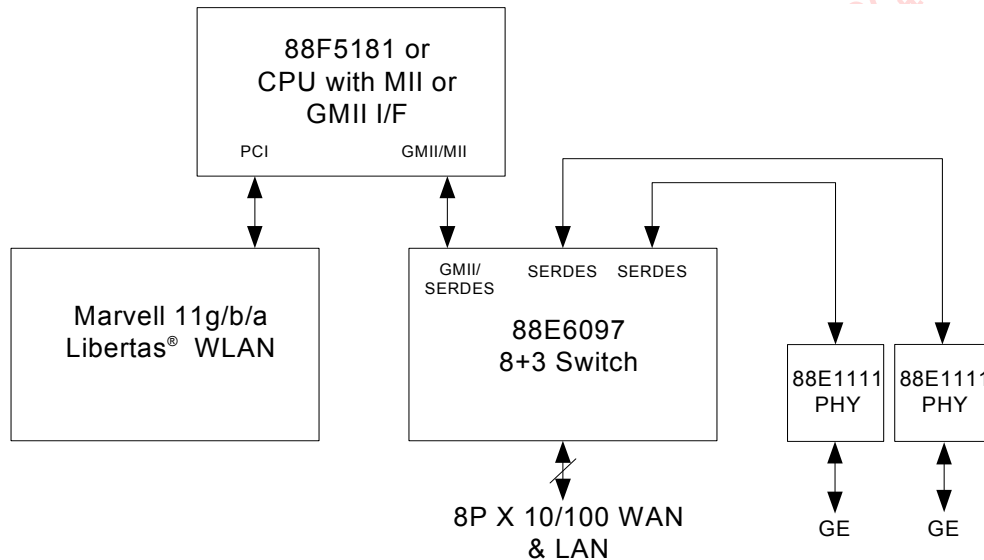 88F5181 or
CPU with MII or
GMII I/F
PCI GMII/MII
GMII/
SERDES SERDES SERDES
Marvell 11g/b/a
Libertas® WLAN
88E6097
8+3 Switch
88E1111
PHY
88E1111
PHY
8P X 10/100 WAN
& LAN
GE GE